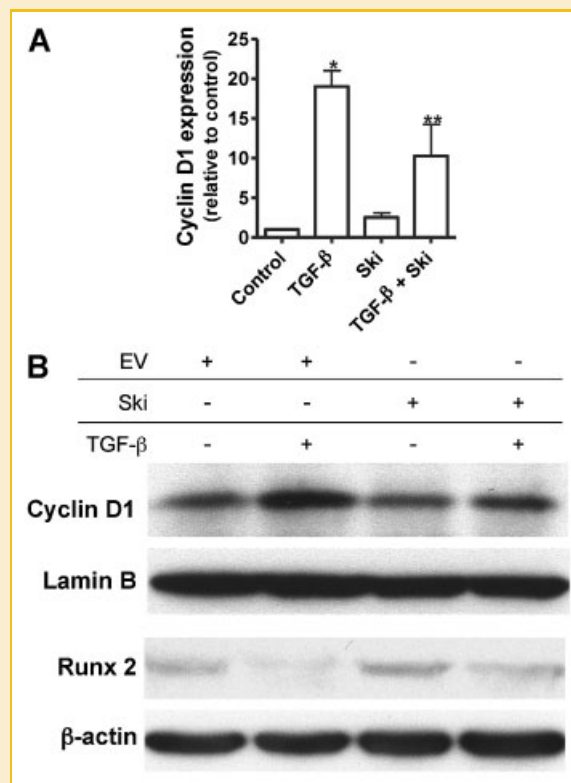 A
Cyclin D1 expression
(relative to control)
25
20
15
10
5
0
*
**
Control
TGF-β
Ski
TGF-β + Ski
B
EV + + - -
Ski - - + +
TGF-β - + - +
Cyclin D1
Lamin B
Runx 2
β-actin